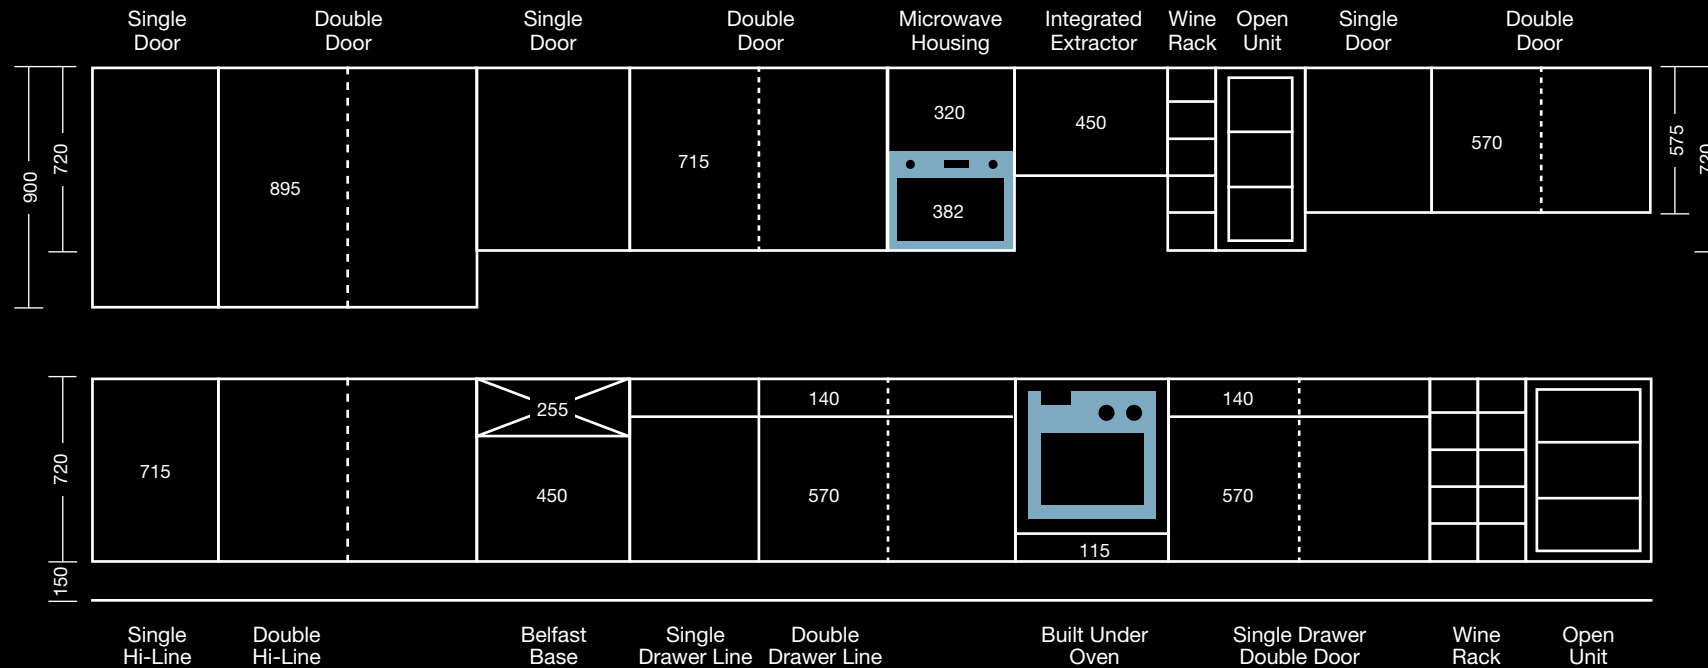 Single Door
Double Door
Single Door
Double Door
Microwave Housing
Integrated Extractor
Wine Rack
Open Unit
Single Door
Double Door
900
720
895
715
320
382
450
570
575
720
720
150
715
255
450
140
570
115
140
570
Single Hi-Line
Double Hi-Line
Belfast Base
Single Drawer Line
Double Drawer Line
Built Under Oven
Single Drawer Double Door
Wine Rack
Open Unit